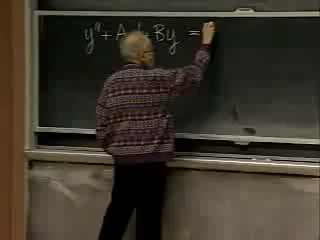 y" + A + By =